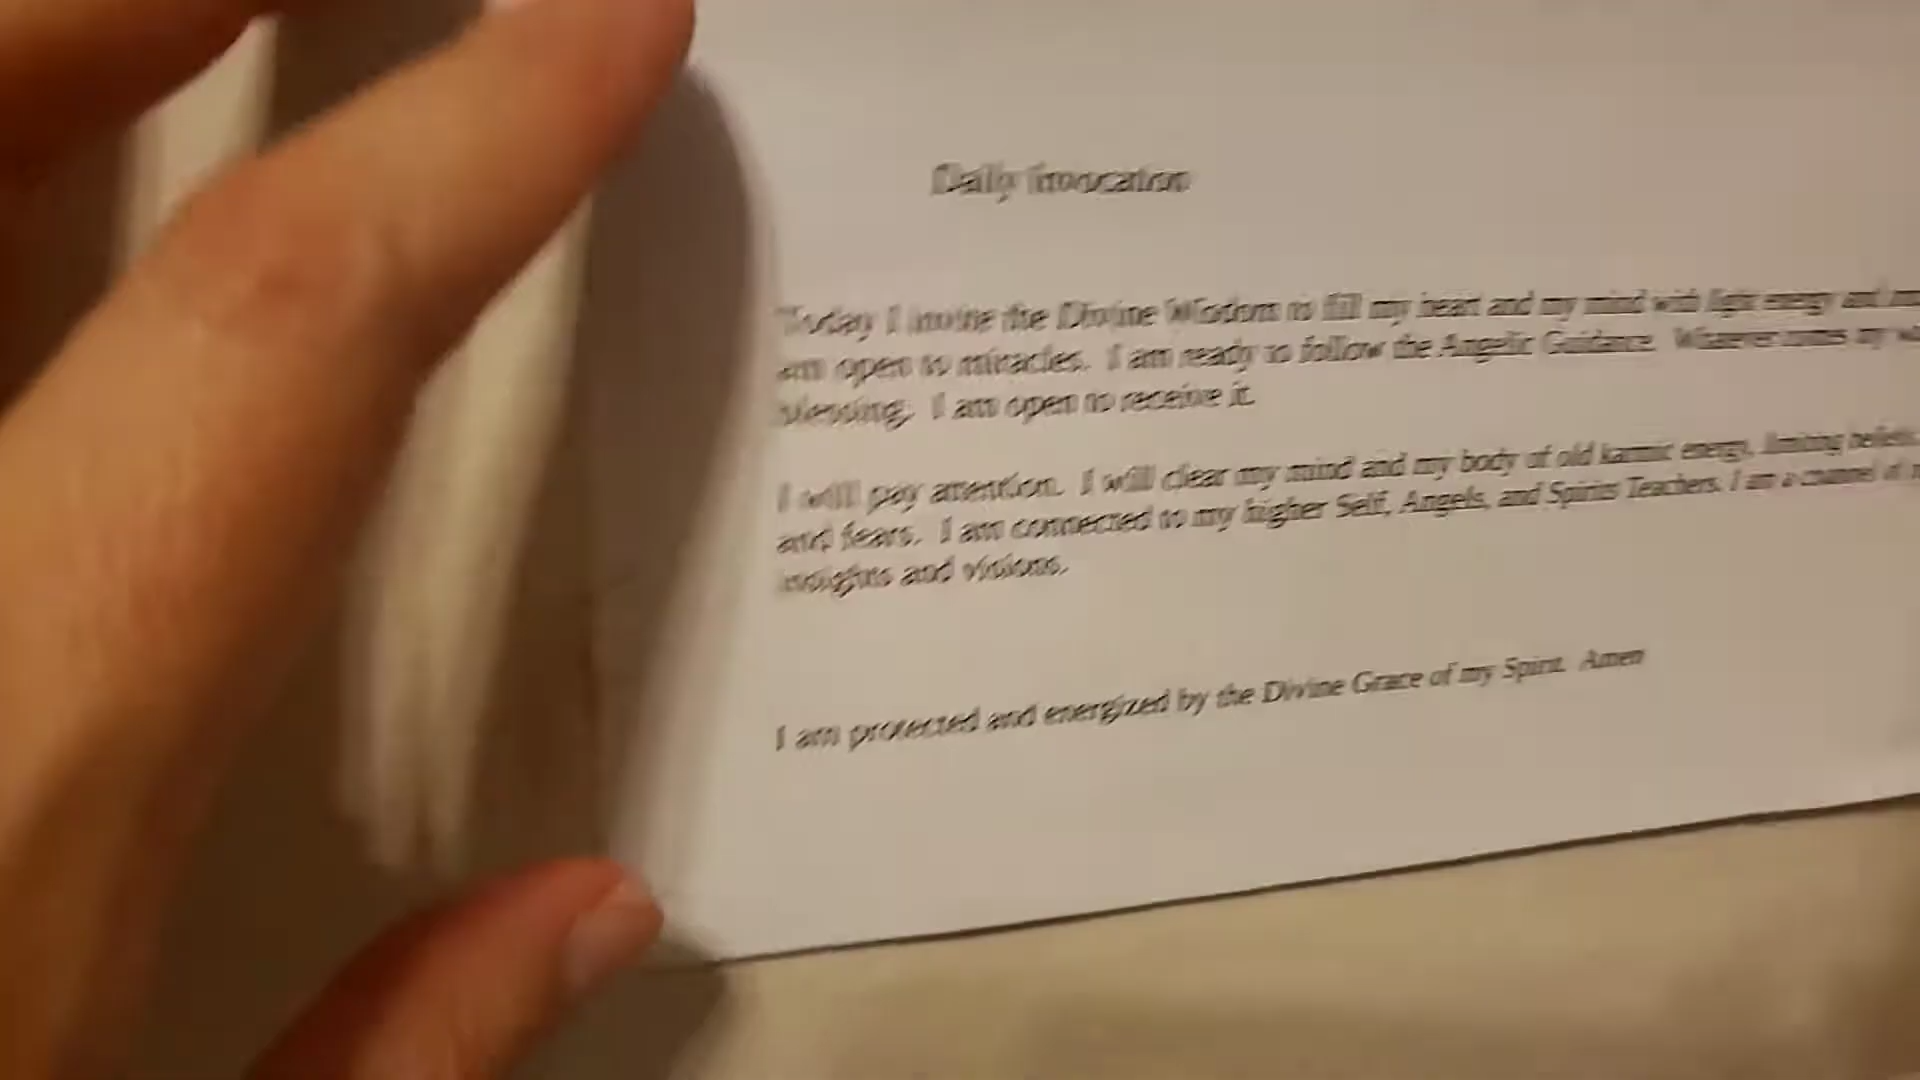 Daily Invocation
Today I invite the Divine Wisdom to fill my heart and my mind with light energy and
am open to miracles. I am ready to follow the Angelic Guidance. Whatever comes my
blessing, I am open to receive it.
I will pay attention. I will clear my mind and my body of old karmic energy, limiting beliefs
and fears. I am connected to my higher Self, Angels, and Spirits Teachers. I am a channel of
insights and visions.
I am protected and energized by the Divine Grace of my Spirit. Amen